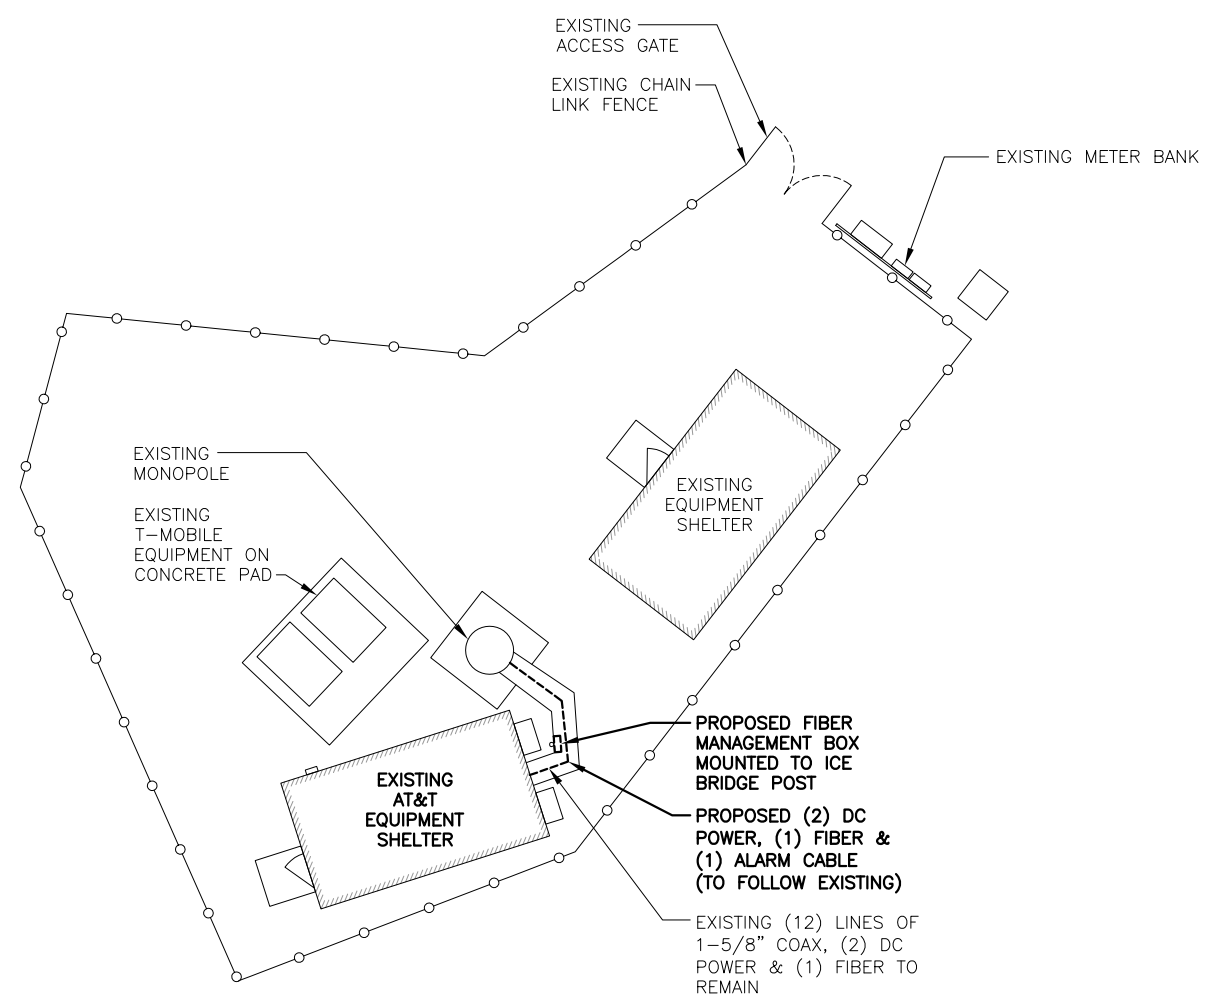 EXISTING
ACCESS GATE
EXISTING CHAIN
LINK FENCE
EXISTING METER BANK
EXISTING
MONOPOLE
EXISTING
T-MOBILE
EQUIPMENT ON
CONCRETE PAD
EXISTING
EQUIPMENT
SHELTER
EXISTING
AT&T
EQUIPMENT
SHELTER
PROPOSED FIBER
MANAGEMENT BOX
MOUNTED TO ICE
BRIDGE POST
PROPOSED (2) DC
POWER, (1) FIBER &
(1) ALARM CABLE
(TO FOLLOW EXISTING)
EXISTING (12) LINES OF
1-5/8" COAX, (2) DC
POWER & (1) FIBER TO
REMAIN